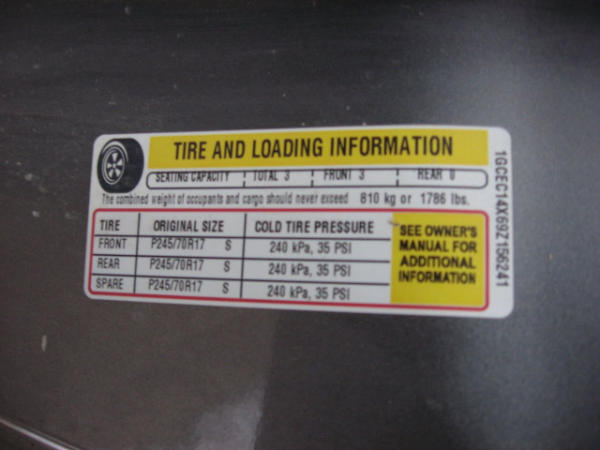 TIRE AND LOADING INFORMATION
SEATING CAPACITY TOTAL 3 FRONT 3 REAR 0
The combined weight of occupants and cargo should never exceed 810 kg or 1786 lbs.
TIRE ORIGINAL SIZE COLD TIRE PRESSURE
FRONT P245/70R17 S 240 kPa, 35 PSI
REAR P245/70R17 S 240 kPa, 35 PSI
SPARE P245/70R17 S 240 kPa, 35 PSI
SEE OWNER'S
MANUAL FOR
ADDITIONAL
INFORMATION
1GCEC14X69Z156241